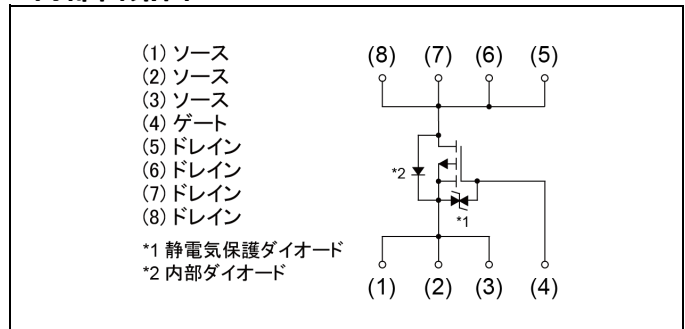 (1) ソース
(2) ソース
(3) ソース
(4) ゲート
(5) ドレイン
(6) ドレイン
(7) ドレイン
(8) ドレイン
*1 静電気保護ダイオード
*2 内部ダイオード
(8) (7) (6) (5)
*2
*1
(1) (2) (3) (4)